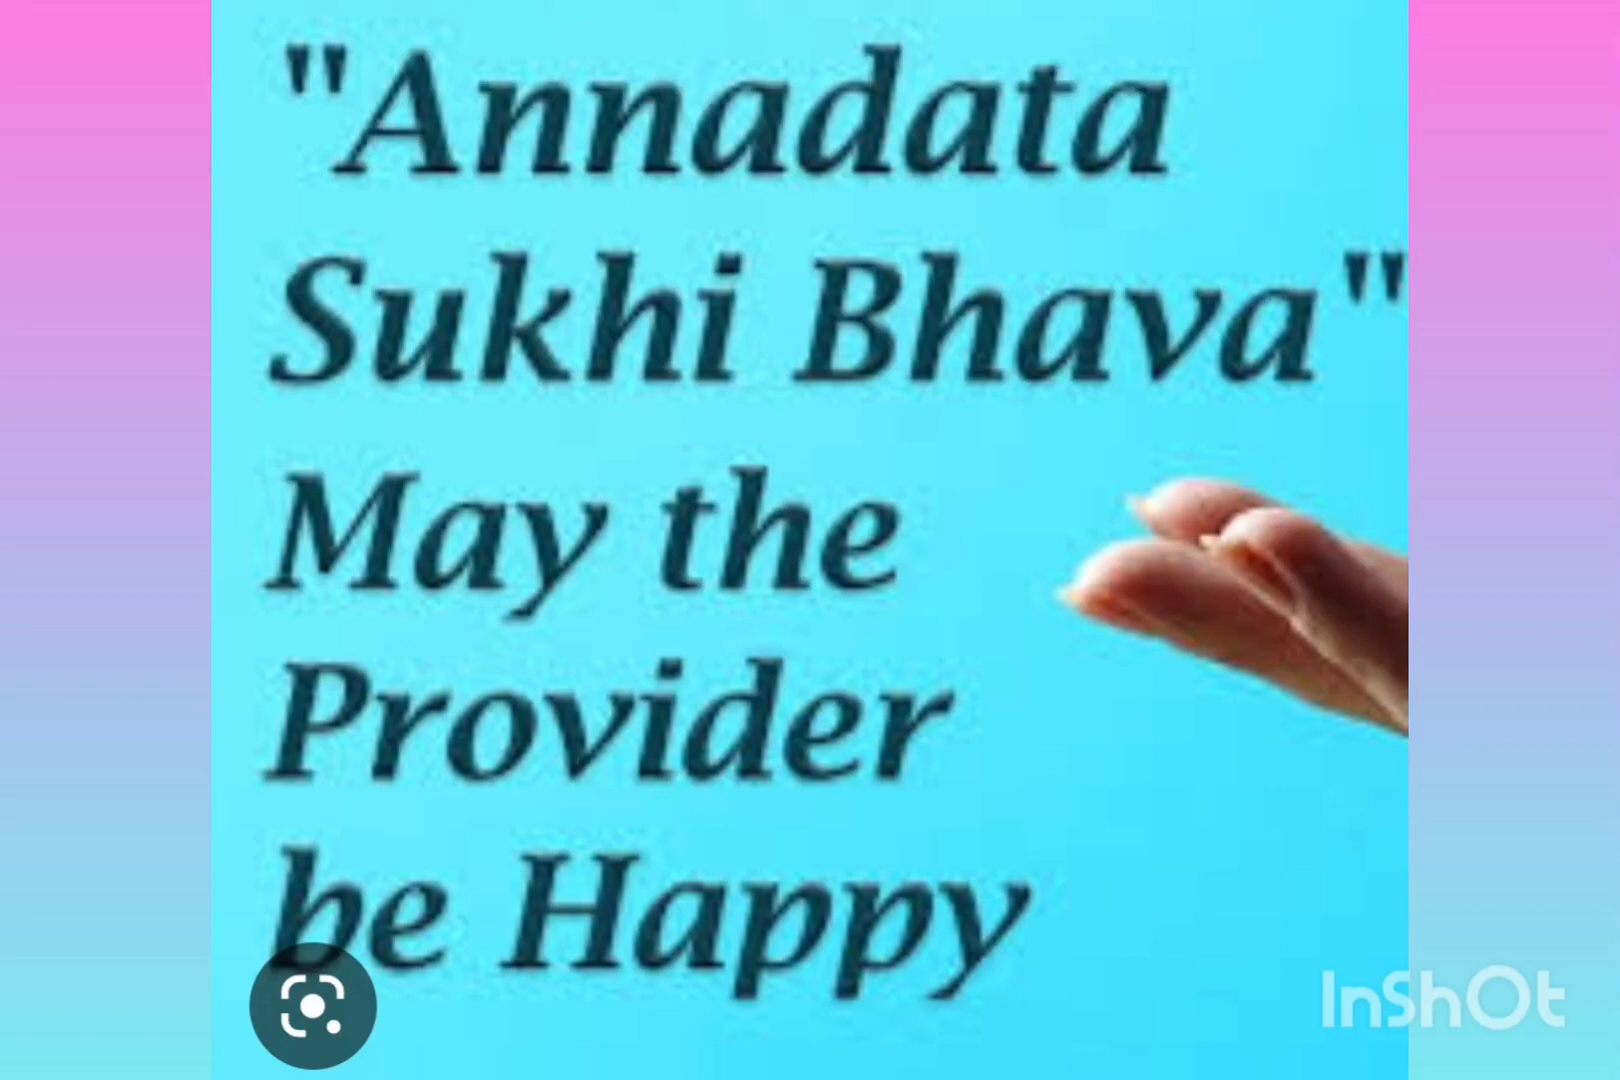 "Annadata
Sukhi Bhava"
May the
Provider
be Happy
InShOt